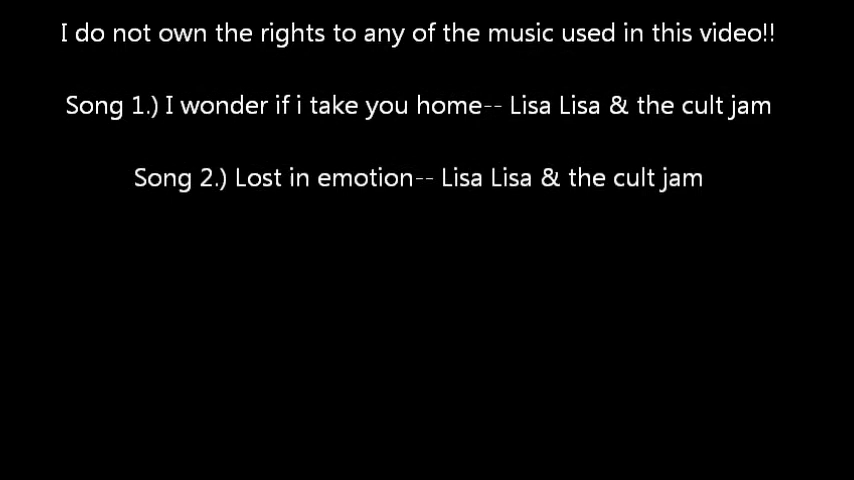 I do not own the rights to any of the music used in this video!!
Song 1.) I wonder if i take you home-- Lisa Lisa & the cult jam
Song 2.) Lost in emotion-- Lisa Lisa & the cult jam